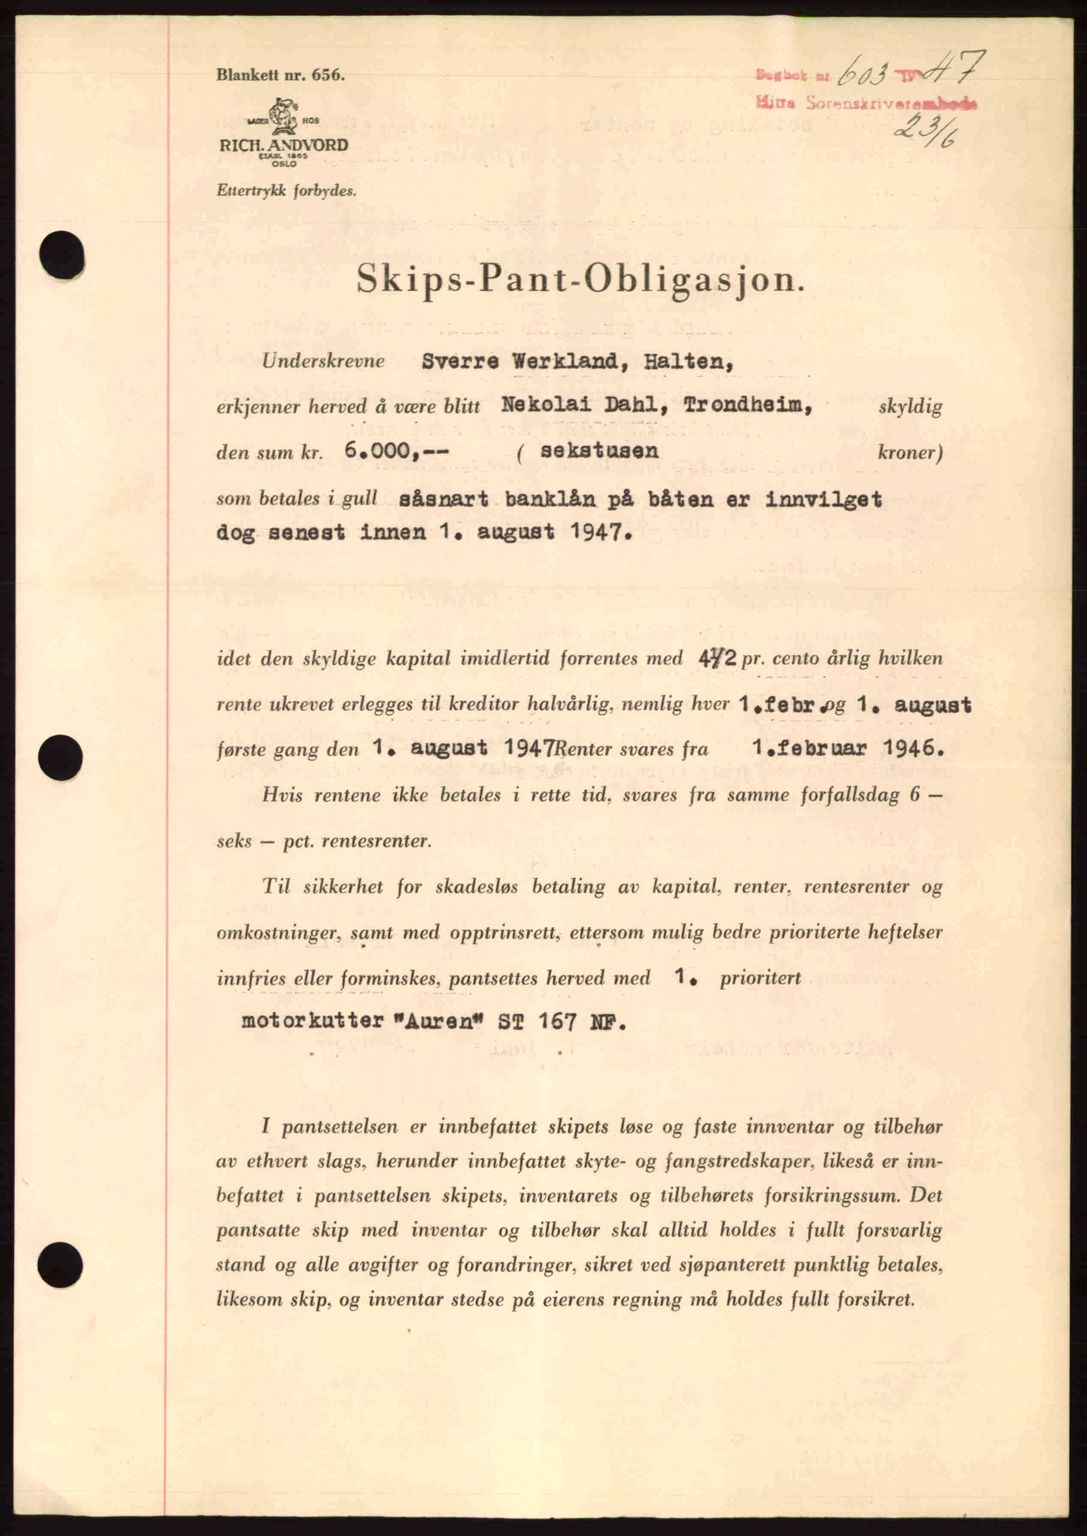 Blankett nr. 656.
LAGER HOS
RICH. ANDVORD
ETABL 1865
OSLO
Ettertrykk forbydes.
Dagbok nr 603 19 47
Hitra Sorenskriverembede
23/6
Skips-Pant-Obligasjon.
Underskrevne Sverre Werkland, Halten,
erkjenner herved å være blitt Nekolai Dahl, Trondheim, skyldig
den sum kr. 6.000,-- ( sekstusen kroner)
som betales i gull såsnart banklån på båten er innvilget
dog senest innen 1. august 1947.
idet den skyldige kapital imidlertid forrentes med 4 1/2 pr. cento årlig hvilken
rente ukrevet erlegges til kreditor halvårlig, nemlig hver 1.febr. og 1. august
første gang den 1. august 1947 Renter svares fra 1.februar 1946.
Hvis rentene ikke betales i rette tid, svares fra samme forfallsdag 6 —
seks — pct. rentesrenter.
Til sikkerhet for skadesløs betaling av kapital, renter, rentesrenter og
omkostninger, samt med opptrinsrett, ettersom mulig bedre prioriterte heftelser
innfries eller forminskes, pantsettes herved med 1. prioritert
motorkutter "Auren" ST 167 NF.
I pantsettelsen er innbefattet skipets løse og faste innventar og tilbehør
av ethvert slags, herunder innbefattet skyte- og fangstredskaper, likeså er inn-
befattet i pantsettelsen skipets, inventarets og tilbehørets forsikringssum. Det
pantsatte skip med inventar og tilbehør skal alltid holdes i fullt forsvarlig
stand og alle avgifter og forandringer, sikret ved sjøpanterett punktlig betales,
likesom skip, og inventar stedse på eierens regning må holdes fullt forsikret.